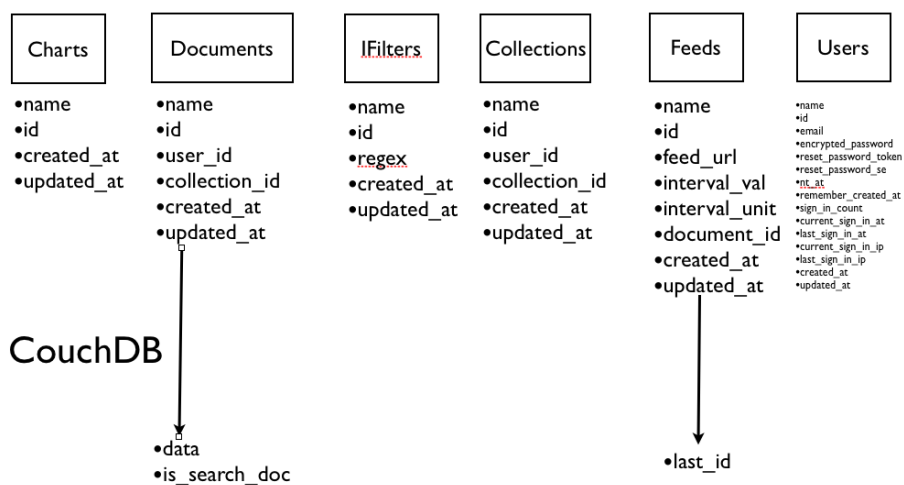 Charts
•name
•id
•created_at
•updated_at
Documents
•name
•id
•user_id
•collection_id
•created_at
•updated_at
IFilters
•name
•id
•regex
•created_at
•updated_at
Collections
•name
•id
•user_id
•collection_id
•created_at
•updated_at
Feeds
•name
•id
•feed_url
•interval_val
•interval_unit
•document_id
•created_at
•updated_at
Users
•name
•id
•email
•encrypted_password
•reset_password_token
•reset_password_se
•nt_at
•remember_created_at
•sign_in_count
•current_sign_in_at
•last_sign_in_at
•current_sign_in_ip
•last_sign_in_ip
•created_at
•updated_at
CouchDB
•data
•is_search_doc
•last_id